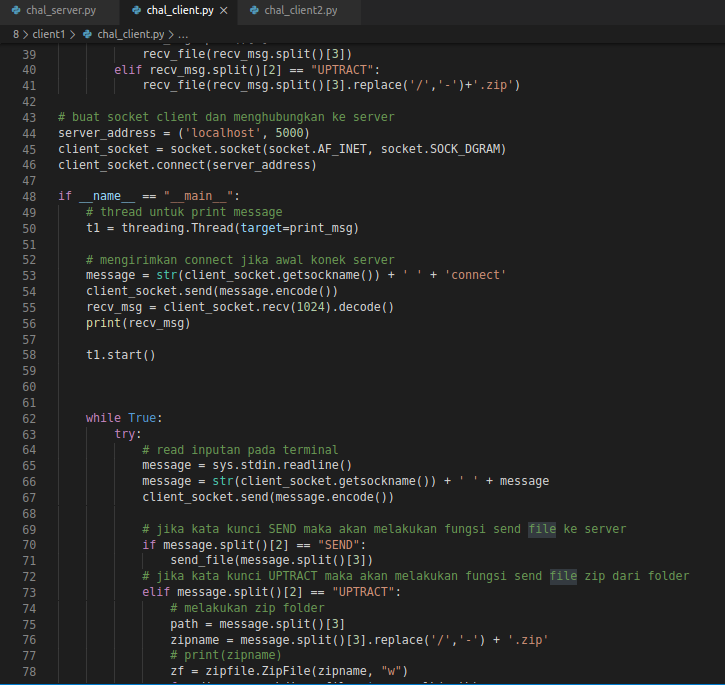 chal_server.py chal_client.py × chal_client2.py
8 > client1 > chal_client.py > ...
39 recv_file(recv_msg.split()[3])
40 elif recv_msg.split()[2] == "UPTRACT":
41 recv_file(recv_msg.split()[3].replace('/','-')+'.zip')
42
43 # buat socket client dan menghubungkan ke server
44 server_address = ('localhost', 5000)
45 client_socket = socket.socket(socket.AF_INET, socket.SOCK_DGRAM)
46 client_socket.connect(server_address)
47
48 if __name__ == "__main__":
49 # thread untuk print message
50 t1 = threading.Thread(target=print_msg)
51
52 # mengirimkan connect jika awal konek server
53 message = str(client_socket.getsockname()) + ' ' + 'connect'
54 client_socket.send(message.encode())
55 recv_msg = client_socket.recv(1024).decode()
56 print(recv_msg)
57
58 t1.start()
59
60
61
62 while True:
63 try:
64 # read inputan pada terminal
65 message = sys.stdin.readline()
66 message = str(client_socket.getsockname()) + ' ' + message
67 client_socket.send(message.encode())
68
69 # jika kata kunci SEND maka akan melakukan fungsi send file ke server
70 if message.split()[2] == "SEND":
71 send_file(message.split()[3])
72 # jika kata kunci UPTRACT maka akan melakukan fungsi send file zip dari folder
73 elif message.split()[2] == "UPTRACT":
74 # melakukan zip folder
75 path = message.split()[3]
76 zipname = message.split()[3].replace('/','-') + '.zip'
77 # print(zipname)
78 zf = zipfile.ZipFile(zipname, "w")